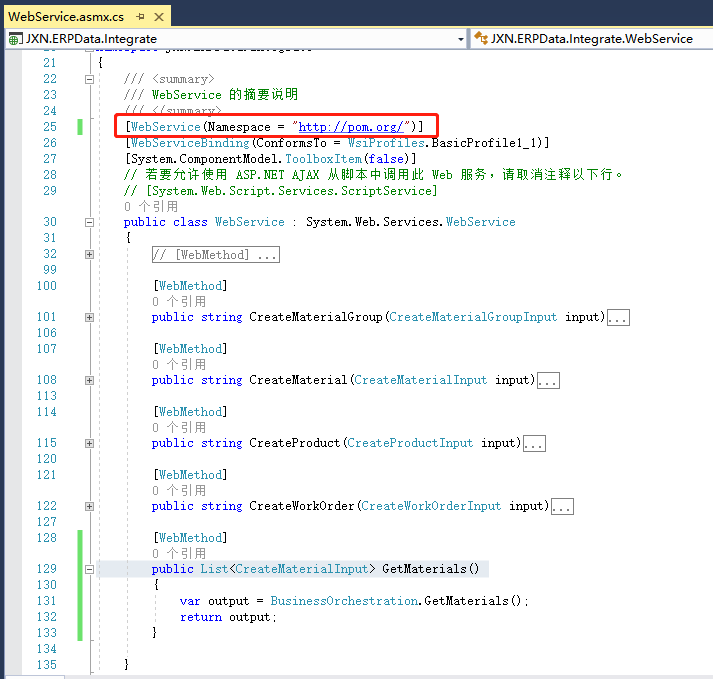 WebService.asmx.cs
JXN.ERPData.Integrate JXN.ERPData.Integrate.WebService
21 {
22 /// <summary>
23 /// WebService 的摘要说明
24 /// </summary>
25 [WebService(Namespace = "http://pom.org/")]
26 [WebServiceBinding(ConformsTo = WsiProfiles.BasicProfile1_1)]
27 [System.ComponentModel.ToolboxItem(false)]
28 // 若要允许使用 ASP.NET AJAX 从脚本中调用此 Web 服务，请取消注释以下行。
29 // [System.Web.Script.Services.ScriptService]
0 个引用
30 public class WebService : System.Web.Services.WebService
31 {
32 // [WebMethod] ...
99
100 [WebMethod]
0 个引用
101 public string CreateMaterialGroup(CreateMaterialGroupInput input)...
106
107 [WebMethod]
0 个引用
108 public string CreateMaterial(CreateMaterialInput input)...
113
114 [WebMethod]
0 个引用
115 public string CreateProduct(CreateProductInput input)...
120
121 [WebMethod]
0 个引用
122 public string CreateWorkOrder(CreateWorkOrderInput input)...
127
128 [WebMethod]
0 个引用
129 public List<CreateMaterialInput> GetMaterials()
130 {
131 var output = BusinessOrchestration.GetMaterials();
132 return output;
133 }
134
135 }